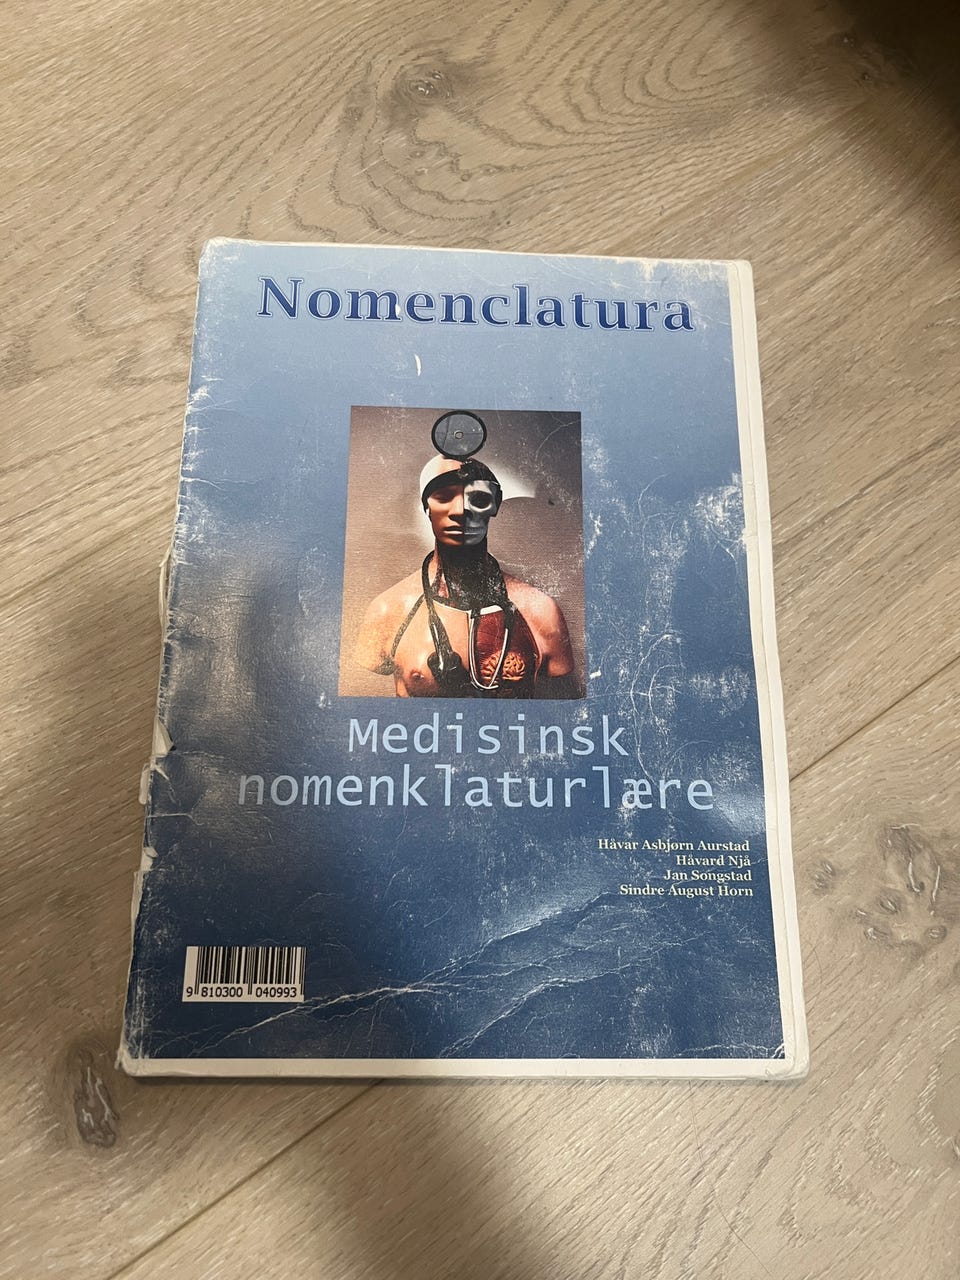 Nomenclatura
Medisinsk
nomenklaturlære
Håvar Asbjørn Aurstad
Håvard Njå
Jan Songstad
Sindre August Horn
9 810300 040993